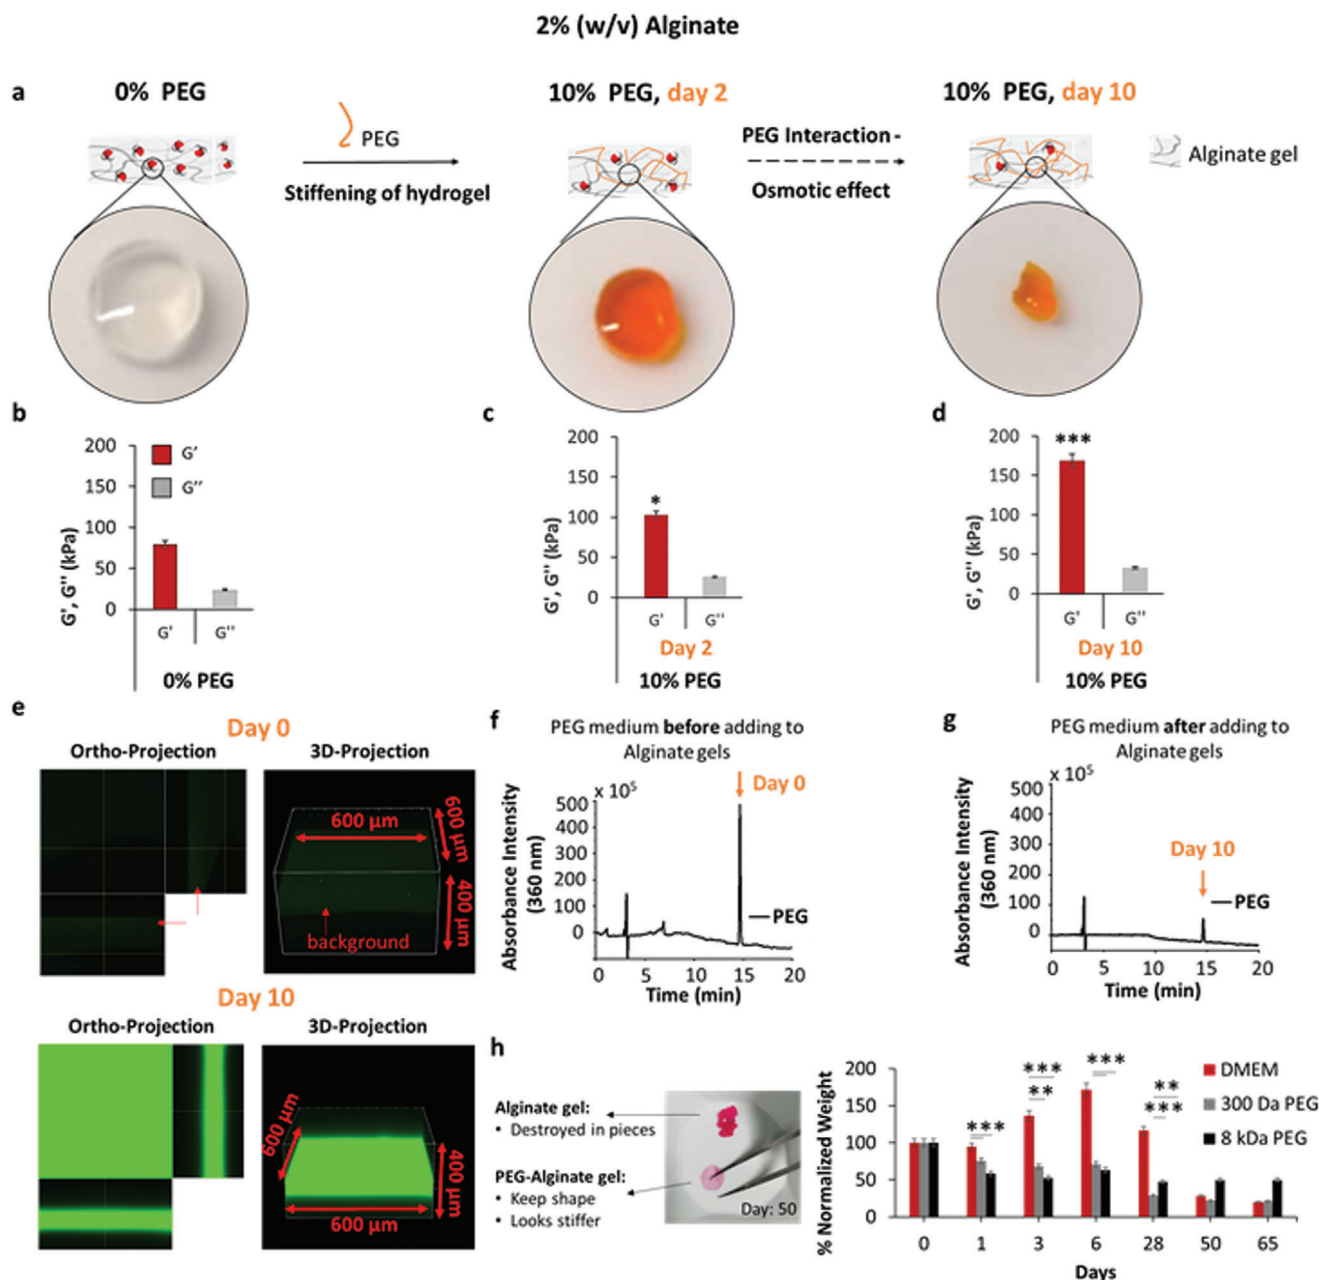 2% (w/v) Alginate
a
0% PEG
PEG
Stiffening of hydrogel
10% PEG, day 2
PEG Interaction -
Osmotic effect
10% PEG, day 10
Alginate gel
b
200
150
100
50
0
G', G'' (kPa)
G'
G''
G'
G''
0% PEG
c
200
150
100
50
0
G', G'' (kPa)
*
G'
G''
Day 2
10% PEG
d
200
150
100
50
0
G', G'' (kPa)
***
G'
G''
Day 10
10% PEG
e
Day 0
Ortho-Projection
3D-Projection
600 µm
600 µm
400 µm
background
Day 10
Ortho-Projection
3D-Projection
600 µm
400 µm
600 µm
f
PEG medium before adding to
Alginate gels
x 10⁵
Day 0
500
400
300
200
100
0
Absorbance Intensity
(360 nm)
PEG
0 5 10 15 20
Time (min)
g
PEG medium after adding to
Alginate gels
x 10⁵
500
400
300
200
100
0
Absorbance Intensity
(360 nm)
Day 10
PEG
0 5 10 15 20
Time (min)
h
Alginate gel:
• Destroyed in pieces
PEG-Alginate gel:
• Keep shape
• Looks stiffer
Day: 50
200
150
100
50
0
% Normalized Weight
***
***
**
***
**
***
DMEM
300 Da PEG
8 kDa PEG
0 1 3 6 28 50 65
Days